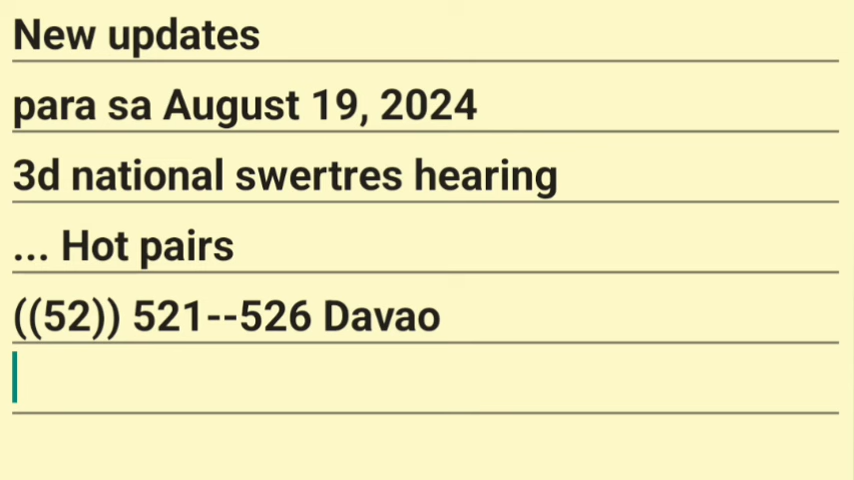 New updates
para sa August 19, 2024
3d national swertres hearing
... Hot pairs
((52)) 521--526 Davao